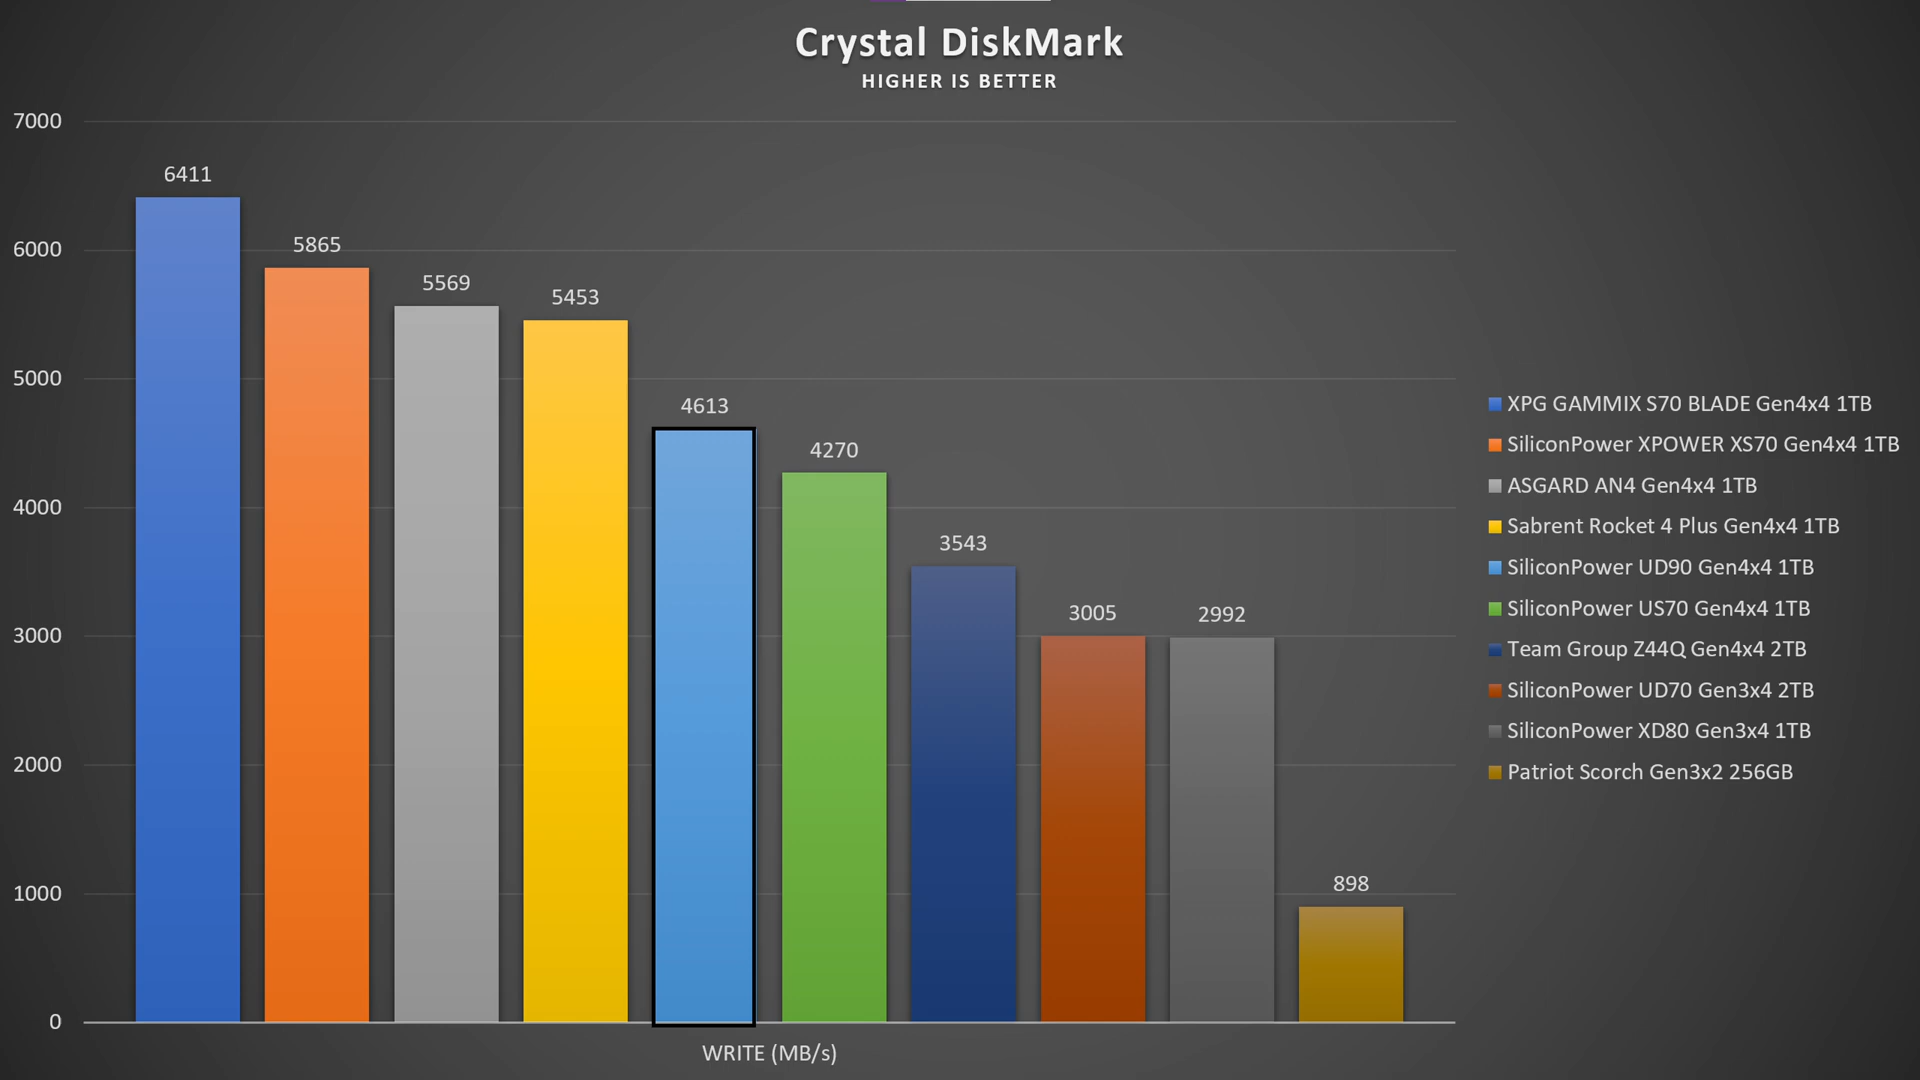 Crystal DiskMark
HIGHER IS BETTER
7000
6000
5000
4000
3000
2000
1000
0
6411
5865
5569
5453
4613
4270
3543
3005
2992
898
WRITE (MB/s)
XPG GAMMIX S70 BLADE Gen4x4 1TB
SiliconPower XPOWER XS70 Gen4x4 1TB
ASGARD AN4 Gen4x4 1TB
Sabrent Rocket 4 Plus Gen4x4 1TB
SiliconPower UD90 Gen4x4 1TB
SiliconPower US70 Gen4x4 1TB
Team Group Z44Q Gen4x4 2TB
SiliconPower UD70 Gen3x4 2TB
SiliconPower XD80 Gen3x4 1TB
Patriot Scorch Gen3x2 256GB